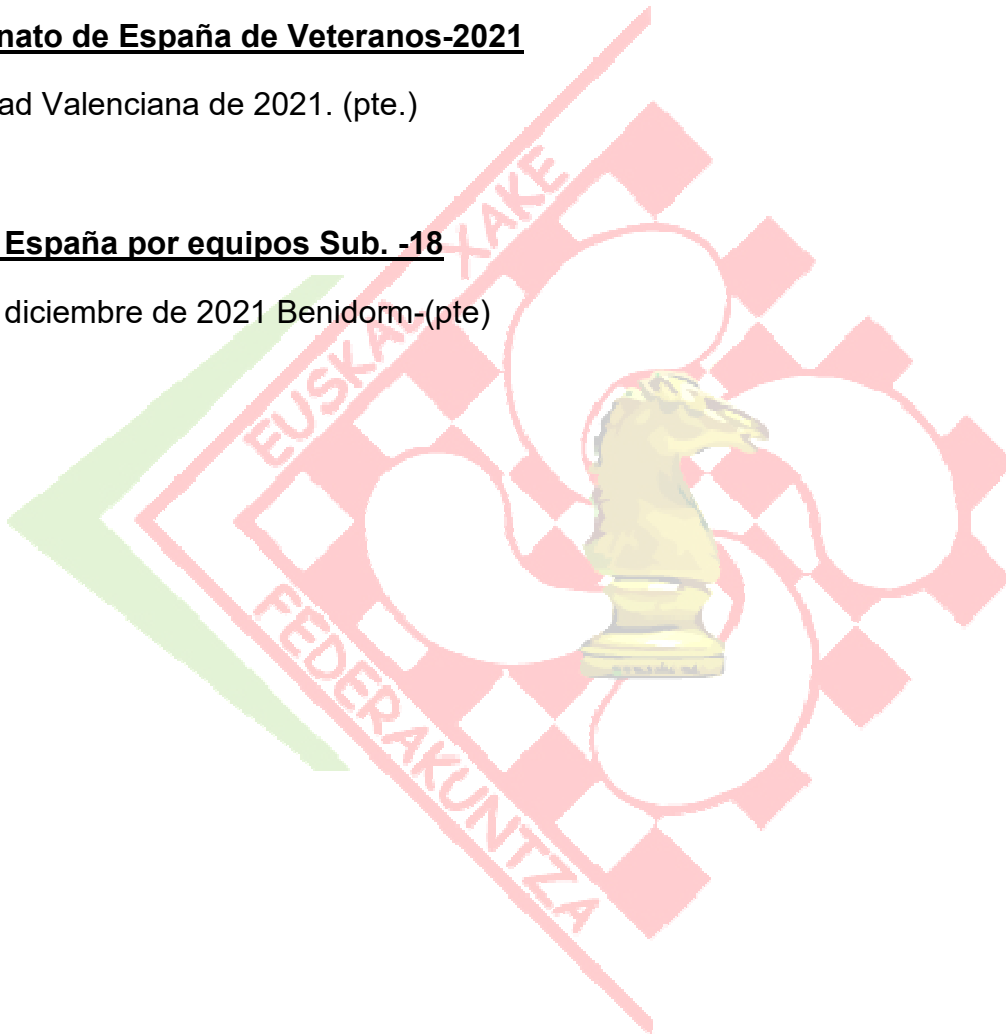 nato de España de Veteranos-2021
ad Valenciana de 2021. (pte.)
España por equipos Sub. -18
diciembre de 2021 Benidorm-(pte)
EUSKAL XAKE
FEDERAKUNTZA